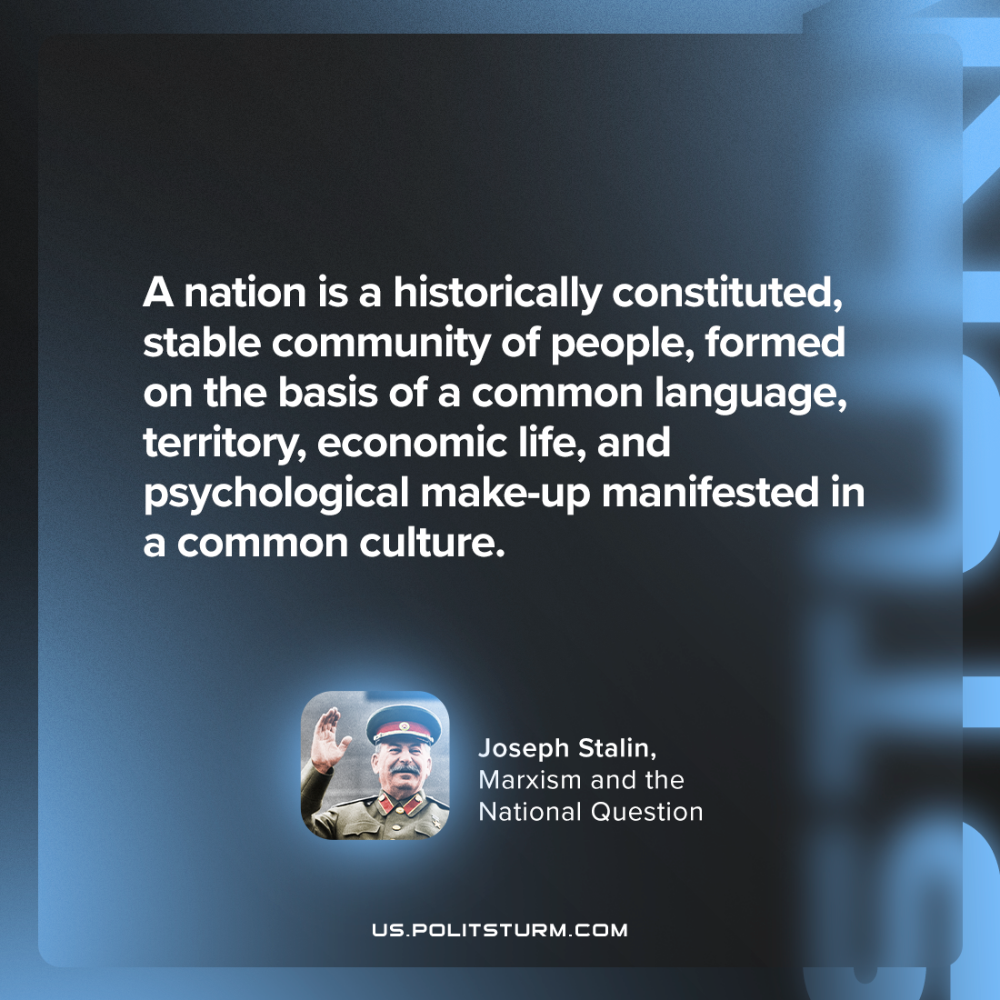 A nation is a historically constituted,
stable community of people, formed
on the basis of a common language,
territory, economic life, and
psychological make-up manifested in
a common culture.
Joseph Stalin,
Marxism and the
National Question
US.POLITSTURM.COM